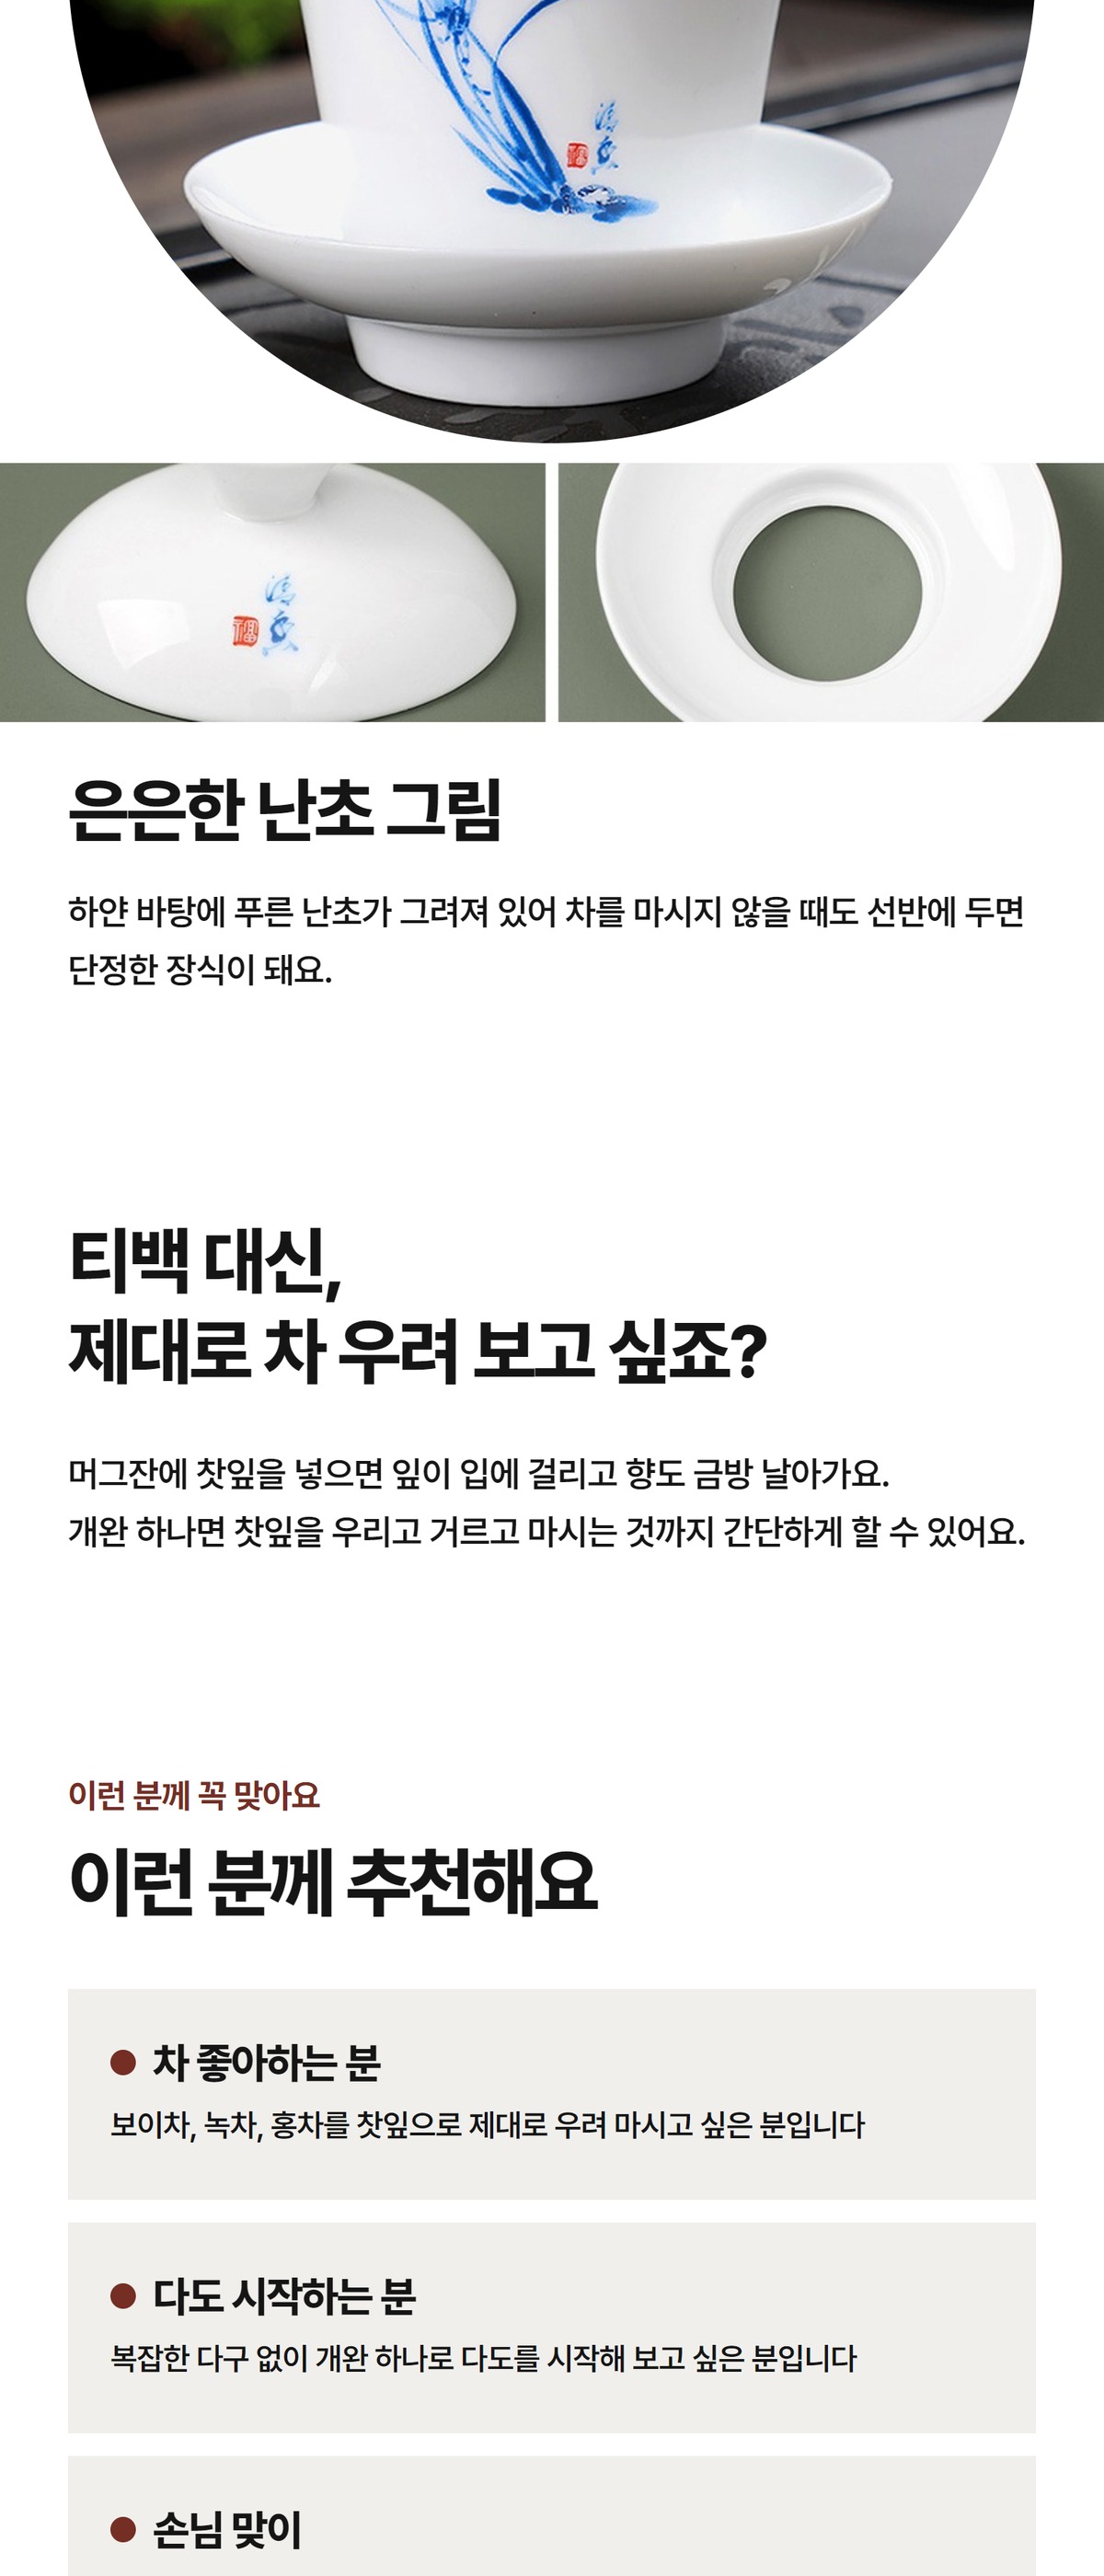 清
香
福
清
香
福
은은한 난초 그림
하얀 바탕에 푸른 난초가 그려져 있어 차를 마시지 않을 때도 선반에 두면
단정한 장식이 돼요.
티백 대신,
제대로 차 우려 보고 싶죠?
머그잔에 찻잎을 넣으면 잎이 입에 걸리고 향도 금방 날아가요.
개완 하나면 찻잎을 우리고 거르고 마시는 것까지 간단하게 할 수 있어요.
이런 분께 꼭 맞아요
이런 분께 추천해요
차 좋아하는 분
보이차, 녹차, 홍차를 찻잎으로 제대로 우려 마시고 싶은 분입니다
다도 시작하는 분
복잡한 다구 없이 개완 하나로 다도를 시작해 보고 싶은 분입니다
손님 맞이